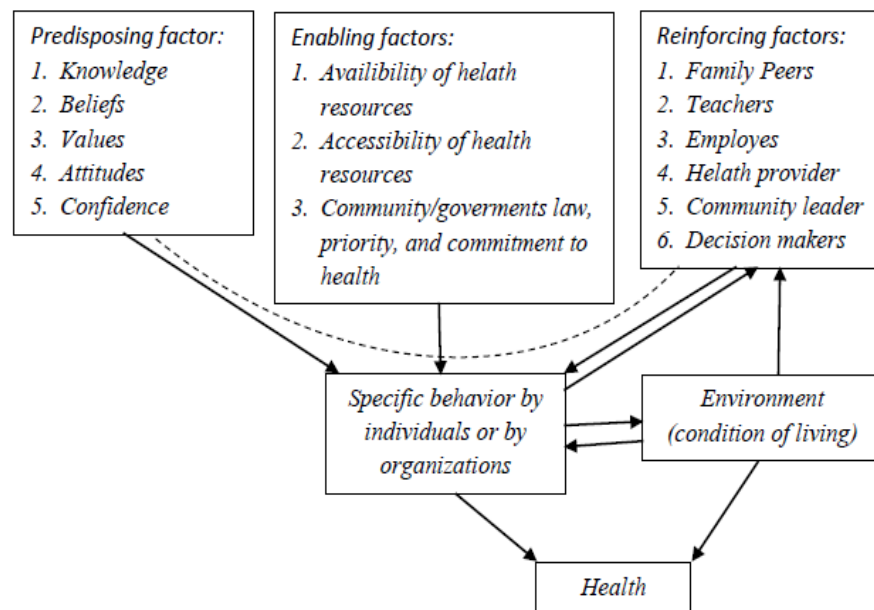 Predisposing factor:
1. Knowledge
2. Beliefs
3. Values
4. Attitudes
5. Confidence
Enabling factors:
1. Availibility of helath
resources
2. Accessibility of health
resources
3. Community/goverments law,
priority, and commitment to
health
Reinforcing factors:
1. Family Peers
2. Teachers
3. Employes
4. Helath provider
5. Community leader
6. Decision makers
Specific behavior by
individuals or by
organizations
Environment
(condition of living)
Health